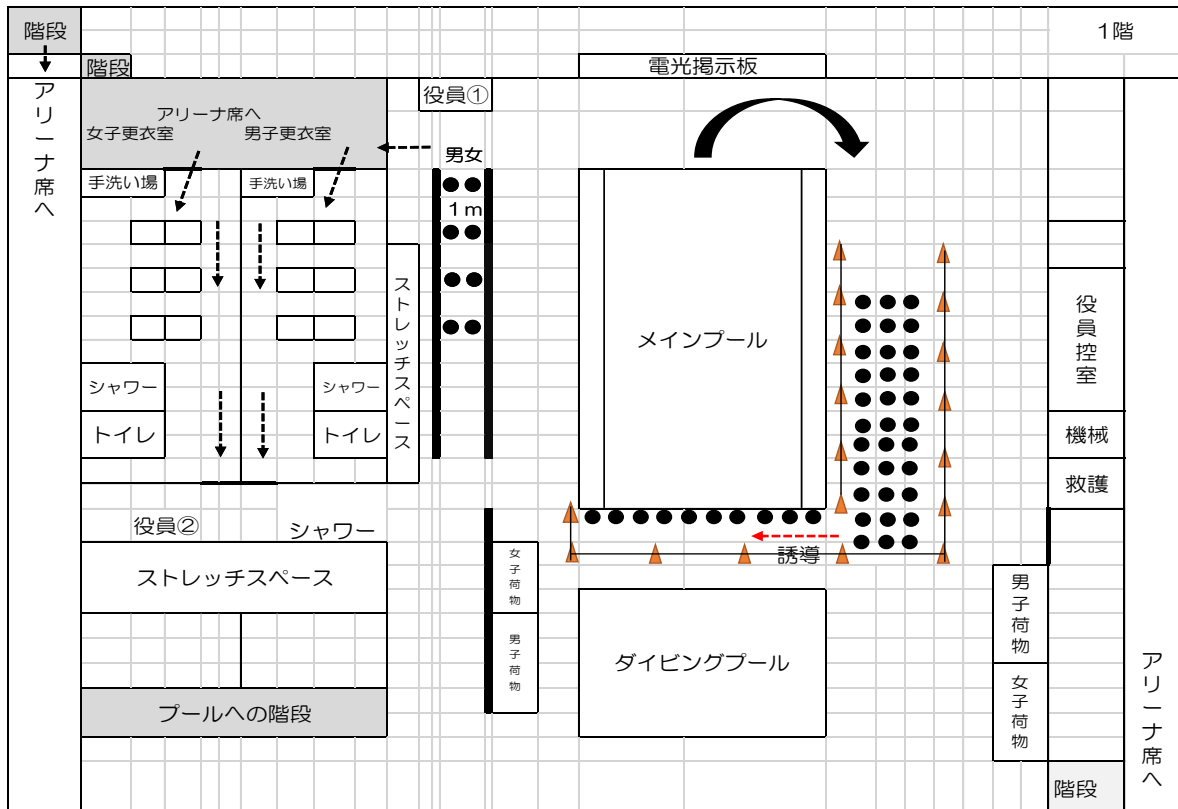 階段
1階
階段
電光掲示板
アリーナ席へ
役員①
アリーナ席へ
女子更衣室
男子更衣室
男女
手洗い場
手洗い場
1m
ストレッチスペース
メインプール
役員控室
シャワー
シャワー
トイレ
トイレ
機械
救護
役員②
シャワー
誘導
ストレッチスペース
女子荷物
男子荷物
男子荷物
ダイビングプール
女子荷物
アリーナ席へ
プールへの階段
階段